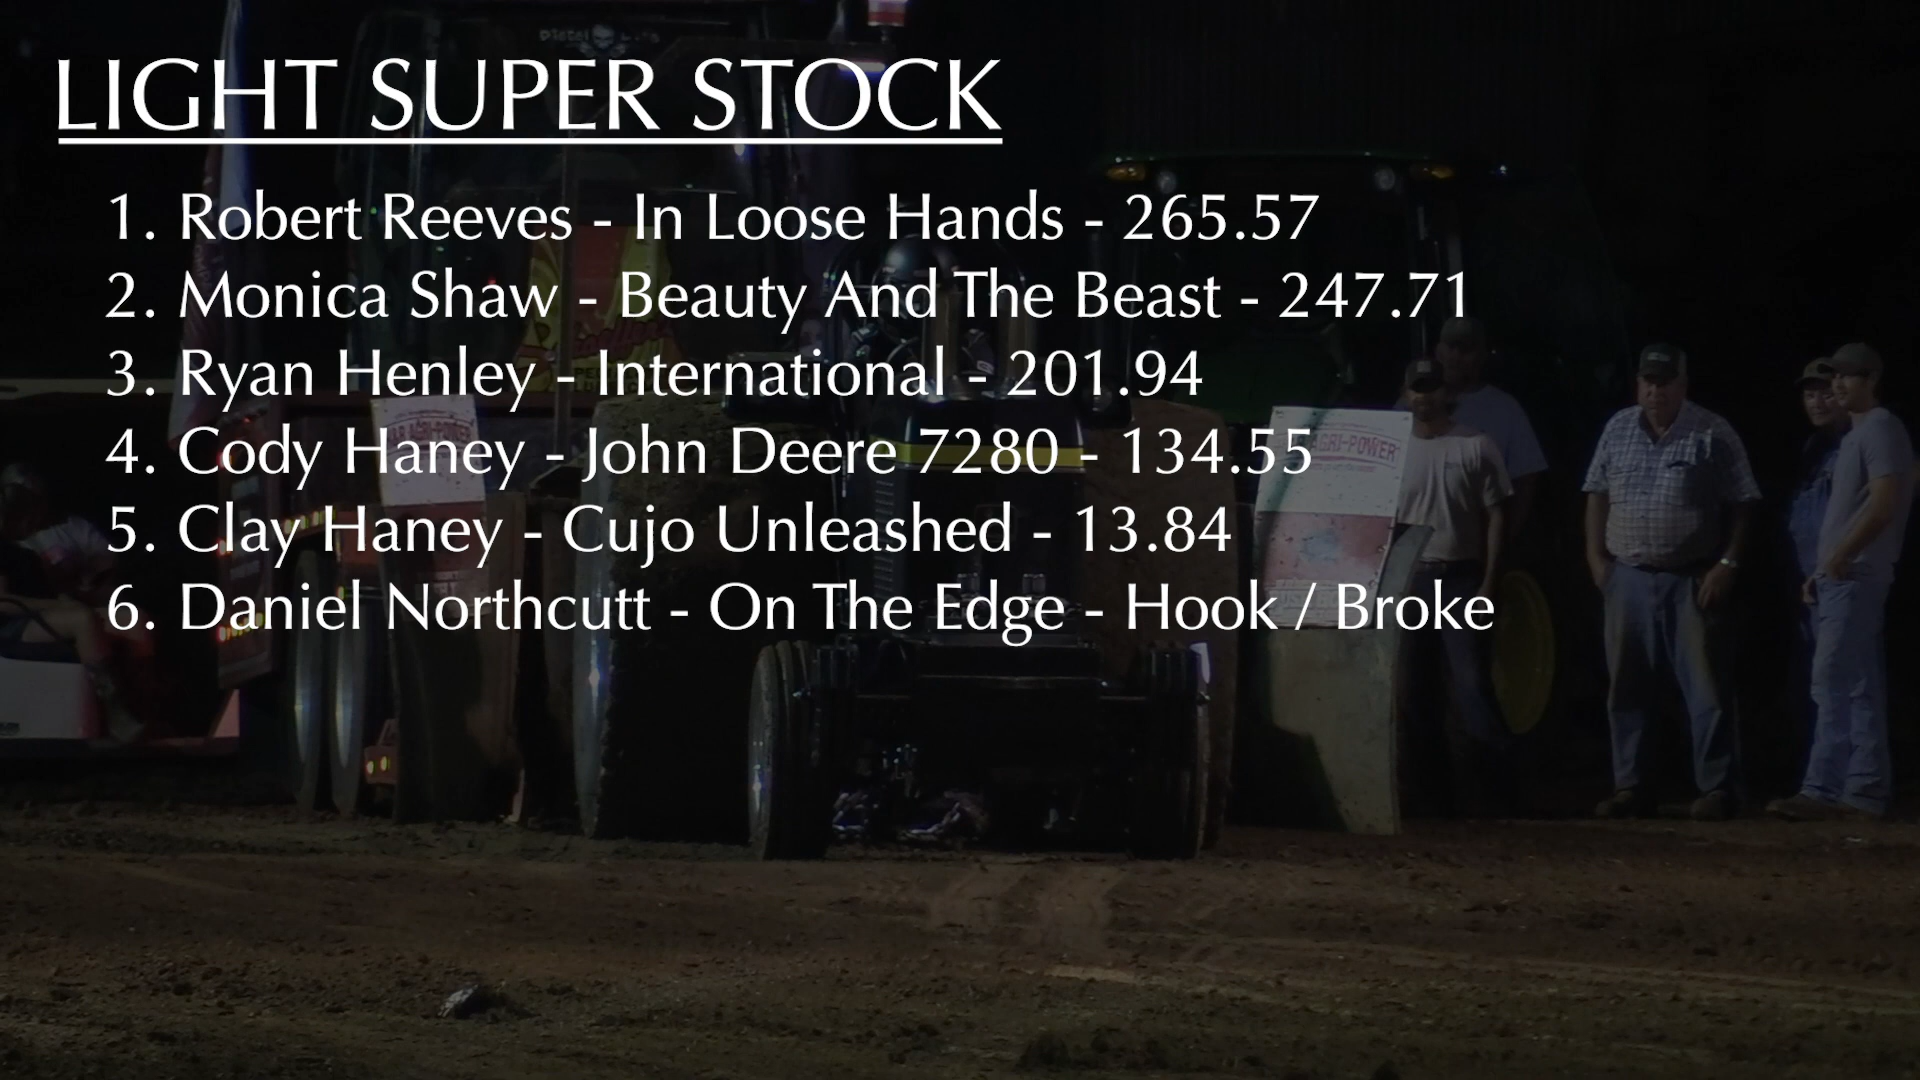 LIGHT SUPER STOCK
1. Robert Reeves - In Loose Hands - 265.57
2. Monica Shaw - Beauty And The Beast - 247.71
3. Ryan Henley - International - 201.94
4. Cody Haney - John Deere 7280 - 134.55
5. Clay Haney - Cujo Unleashed - 13.84
6. Daniel Northcutt - On The Edge - Hook / Broke
AGRI-POWER